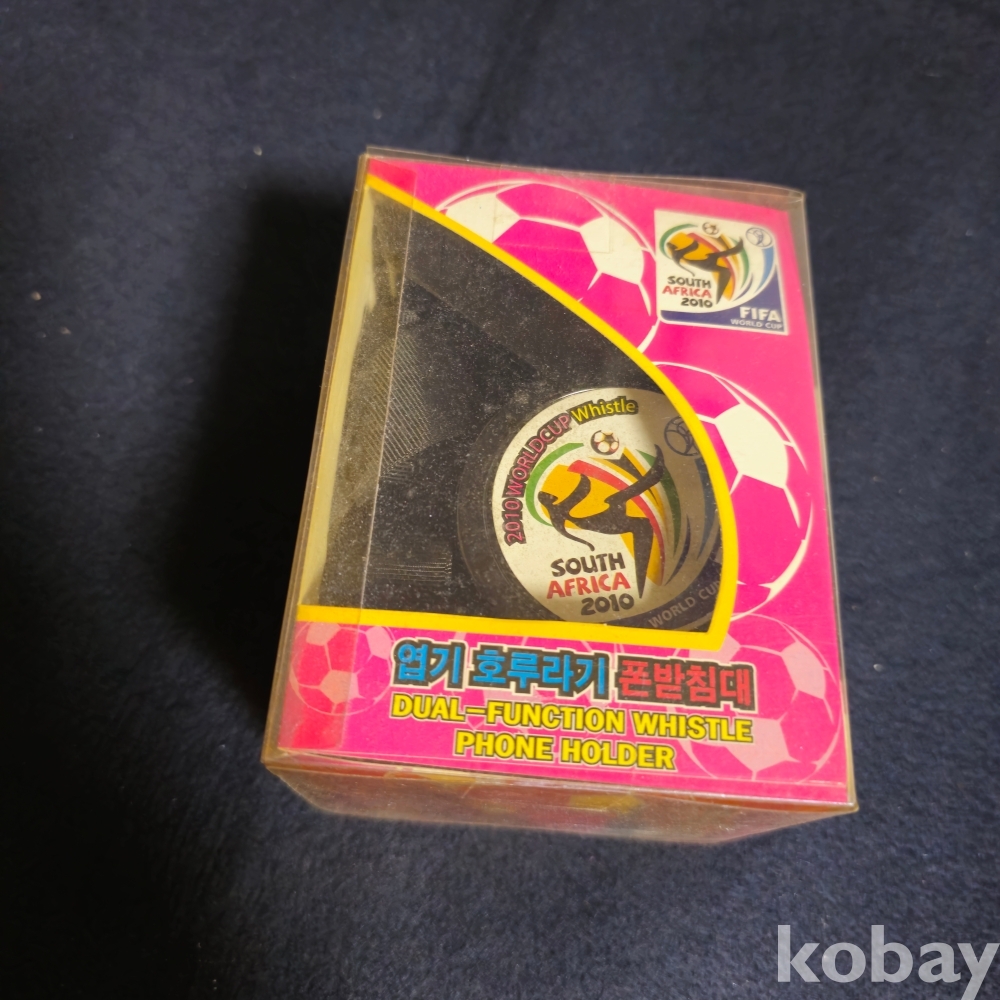 SOUTH
AFRICA
2010
FIFA
WORLD CUP
2010 WORLDCUP Whistle
SOUTH
AFRICA
2010
WORLD CUP
엽기 호루라기 폰받침대
DUAL-FUNCTION WHISTLE
PHONE HOLDER
kobay